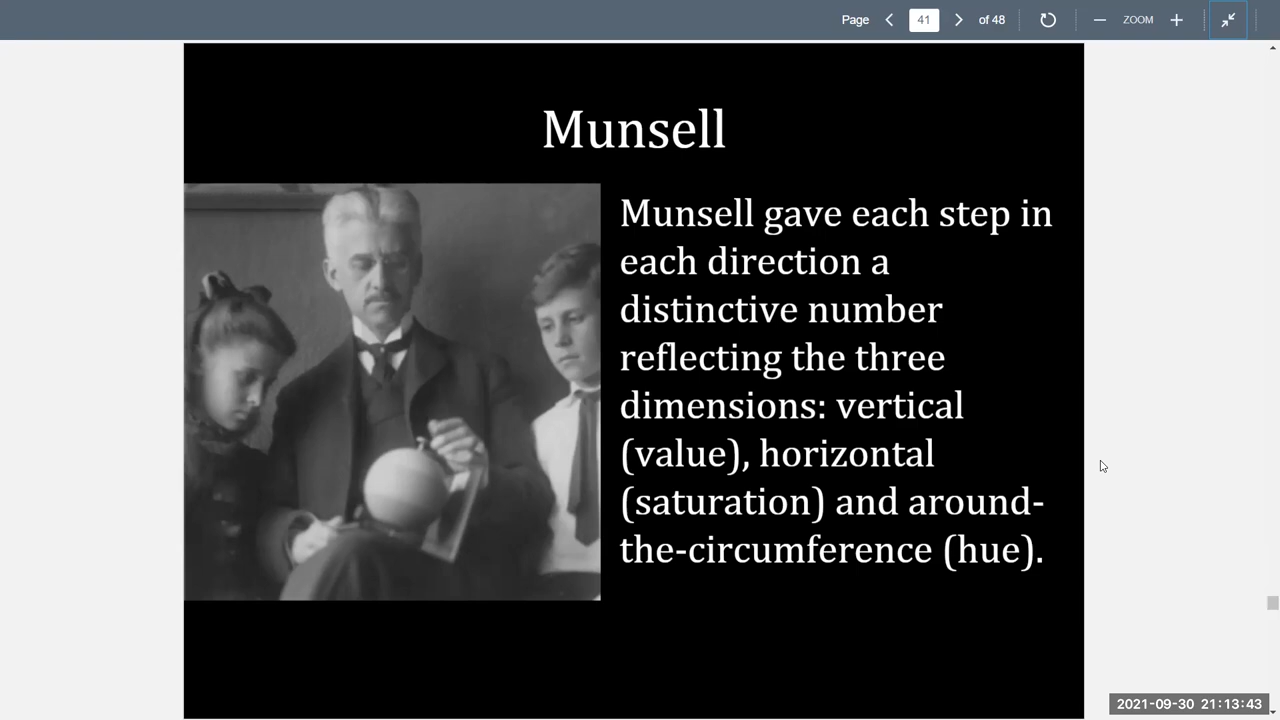 Page 41 of 48 ZOOM
Munsell
Munsell gave each step in
each direction a
distinctive number
reflecting the three
dimensions: vertical
(value), horizontal
(saturation) and around-
the-circumference (hue).
2021-09-30 21:13:43